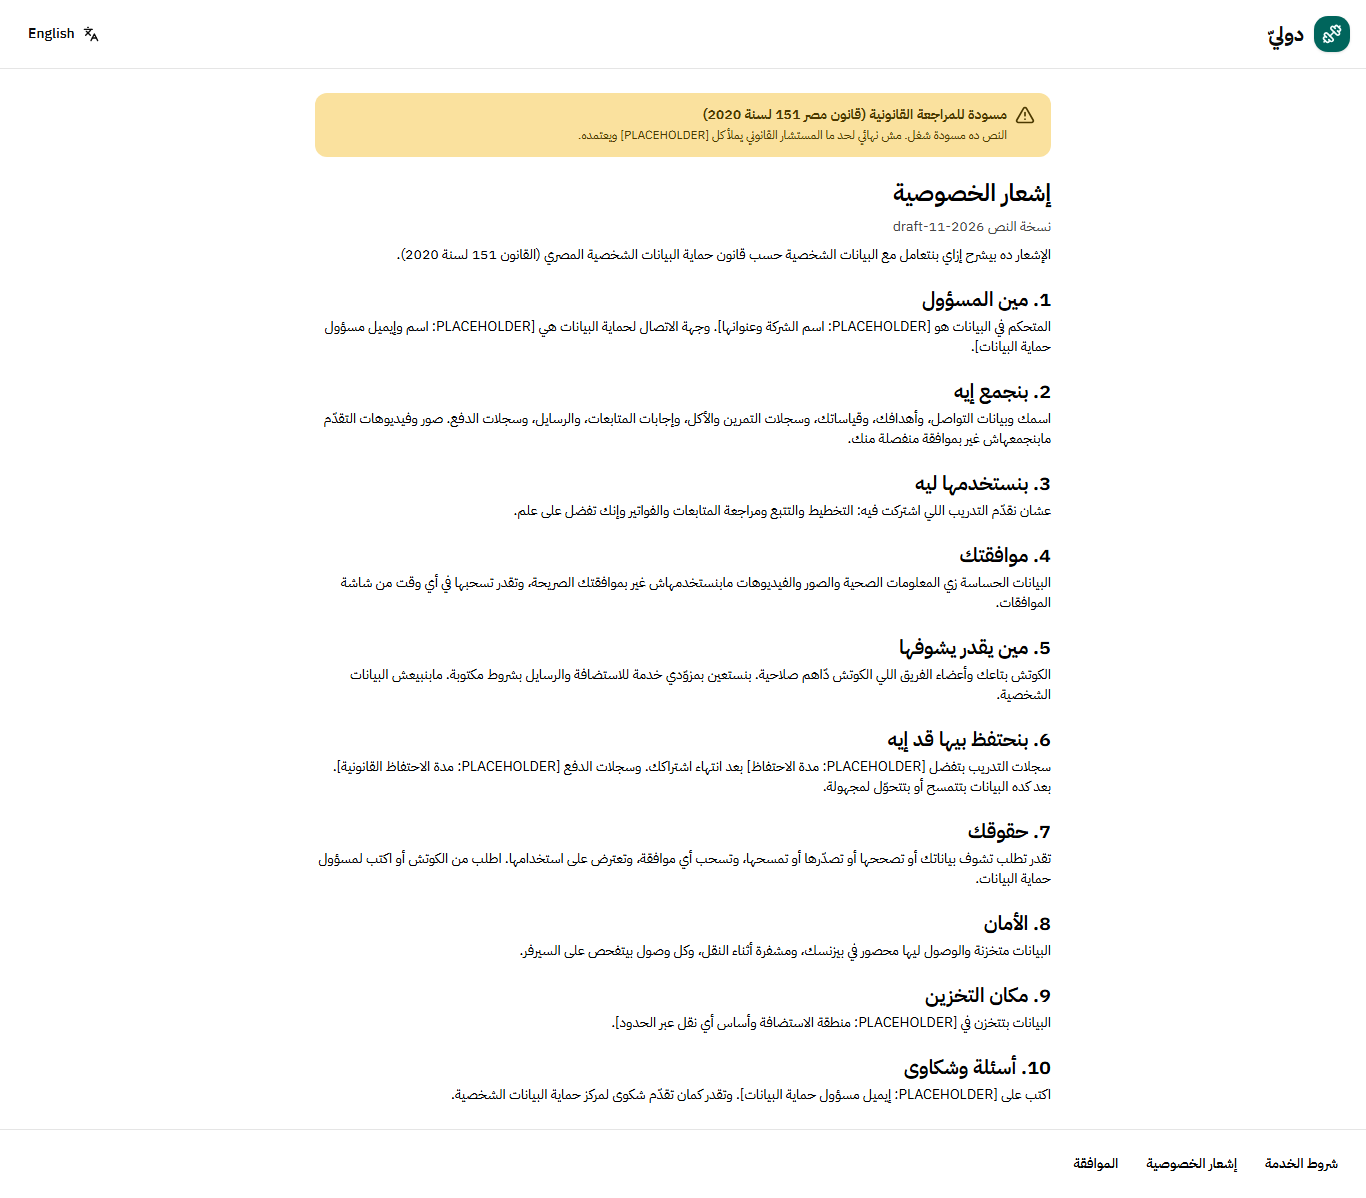 دوليّ
English
مسودة للمراجعة القانونية (قانون مصر 151 لسنة 2020)
النص ده مسودة شغل. مش نهائي لحد ما المستشار القانوني يملأ كل [PLACEHOLDER] ويعتمده.
إشعار الخصوصية
نسخة النص draft-11-2026
الإشعار ده بيشرح إزاي بنتعامل مع البيانات الشخصية حسب قانون حماية البيانات الشخصية المصري (القانون 151 لسنة 2020).
1. مين المسؤول
المتحكم في البيانات هو [PLACEHOLDER: اسم الشركة وعنوانها]. وجهة الاتصال لحماية البيانات هي [PLACEHOLDER: اسم وإيميل مسؤول
حماية البيانات].
2. بنجمع إيه
اسمك وبيانات التواصل، وأهدافك، وقياساتك، وسجلات التمرين والأكل، وإجابات المتابعات، والرسايل، وسجلات الدفع. صور وفيديوهات التقدّم
مابنجمعهاش غير بموافقة منفصلة منك.
3. بنستخدمها ليه
عشان نقدّم التدريب اللي اشتركت فيه: التخطيط والتتبع ومراجعة المتابعات والفواتير وإنك تفضل على علم.
4. موافقتك
البيانات الحساسة زي المعلومات الصحية والصور والفيديوهات مابنستخدمهاش غير بموافقتك الصريحة، وتقدر تسحبها في أي وقت من شاشة
الموافقات.
5. مين يقدر يشوفها
الكوتش بتاعك وأعضاء الفريق اللي الكوتش دّاهم صلاحية. بنستعين بمزوّدي خدمة للاستضافة والرسايل بشروط مكتوبة. مابنبيعش البيانات
الشخصية.
6. بنحتفظ بيها قد إيه
سجلات التدريب بتفضل [PLACEHOLDER: مدة الاحتفاظ] بعد انتهاء اشتراكك. وسجلات الدفع [PLACEHOLDER: مدة الاحتفاظ القانونية].
بعد كده البيانات بتتمسح أو بتتحوّل لمجهولة.
7. حقوقك
تقدر تطلب تشوف بياناتك أو تصححها أو تصدّرها أو تمسحها، وتسحب أي موافقة، وتعترض على استخدامها. اطلب من الكوتش أو اكتب لمسؤول
حماية البيانات.
8. الأمان
البيانات متخزنة والوصول ليها محصور في بيزنسك، ومشفرة أثناء النقل، وكل وصول بيتفحص على السيرفر.
9. مكان التخزين
البيانات بتتخزن في [PLACEHOLDER: منطقة الاستضافة وأساس أي نقل عبر الحدود].
10. أسئلة وشكاوى
اكتب على [PLACEHOLDER: إيميل مسؤول حماية البيانات]. وتقدر كمان تقدّم شكوى لمركز حماية البيانات الشخصية.
شروط الخدمة
إشعار الخصوصية
الموافقة